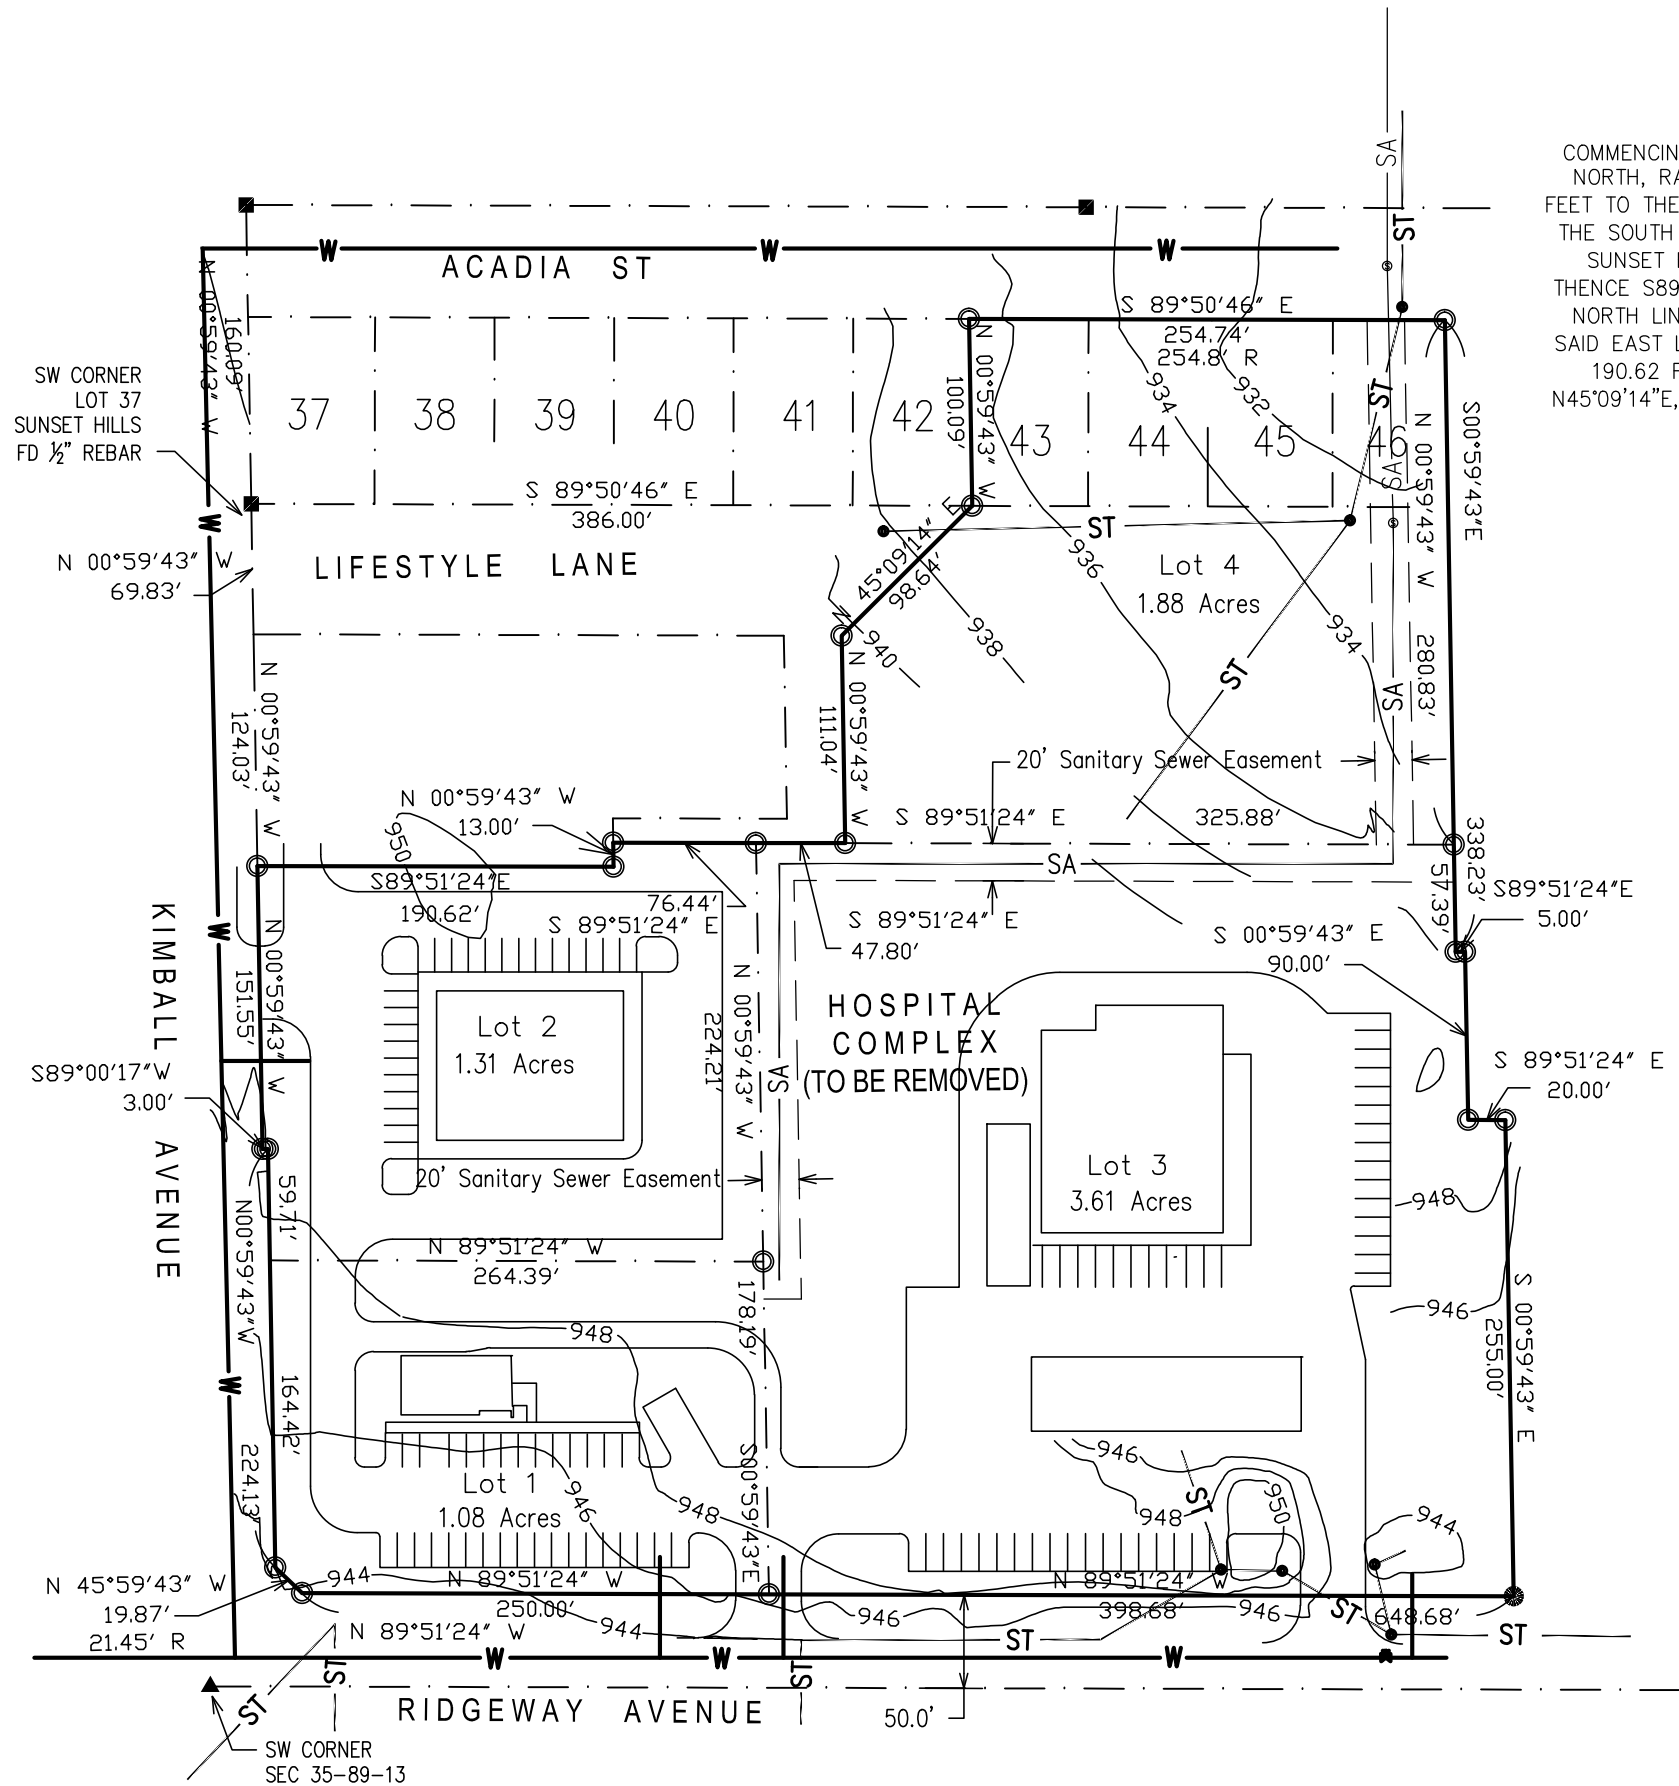 COMMENCIN
NORTH, RA
FEET TO THE
THE SOUTH
SUNSET
THENCE S89
NORTH LIN
SAID EAST L
190.62 F
N45°09'14"E,
SA
ST
W
W
W
ACADIA ST
N 00°59'43" W
160.09'
S 89°50'46" E
254.74'
254.8' R
SW CORNER
LOT 37
SUNSET HILLS
FD ½" REBAR
37
38
39
40
41
42
43
44
45
46
N 00°59'43" W
100.09'
934
932
ST
SA
N 00°59'43" W
280.83'
S00°59'43"E
338.23'
S 89°50'46" E
386.00'
W
N 00°59'43" W
69.83'
LIFESTYLE LANE
N 45°09'14" E
98.64'
ST
936
Lot 4
1.88 Acres
934
938
940
ST
SA
N 00°59'43" W
124.03'
N 00°59'43" W
111.04'
20' Sanitary Sewer Easement
N 00°59'43" W
13.00'
950
S 89°51'24" E
325.88'
SA
57.39'
S89°51'24"E
190.62'
76.44'
S 89°51'24" E
S 89°51'24" E
47.80'
S89°51'24"E
5.00'
S 00°59'43" E
90.00'
KIMBALL AVENUE
W
N 00°59'43" W
151.55'
N 00°59'43" W
224.21'
SA
HOSPITAL
COMPLEX
(TO BE REMOVED)
Lot 2
1.31 Acres
S89°00'17"W
3.00'
S 89°51'24" E
20.00'
20' Sanitary Sewer Easement
Lot 3
3.61 Acres
948
59.71'
N00°59'43"W
224.13'
N 89°51'24" W
264.39'
178.19'
S00°59'43"E
946
S 00°59'43" E
255.00'
948
W
164.42'
946
946
948
ST
950
944
Lot 1
1.08 Acres
948
N 45°59'43" W
19.87'
21.45' R
944
N 89°51'24" W
250.00'
N 89°51'24" W
398.68'
946
946
ST
648.68'
944
N 89°51'24" W
ST
ST
W
W
W
ST
ST
ST
RIDGEWAY AVENUE
50.0'
SW CORNER
SEC 35-89-13